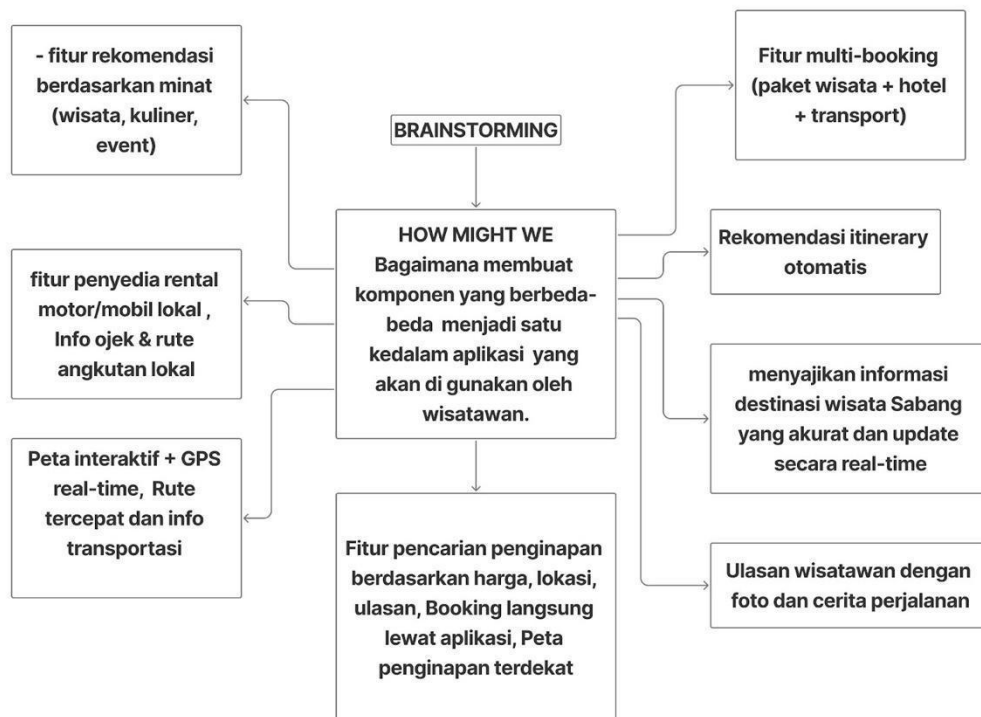 - fitur rekomendasi
berdasarkan minat
(wisata, kuliner,
event)
BRAINSTORMING
Fitur multi-booking
(paket wisata + hotel
+ transport)
HOW MIGHT WE
Bagaimana membuat
komponen yang berbeda-
beda menjadi satu
kedalam aplikasi yang
akan di gunakan oleh
wisatawan.
Rekomendasi itinerary
otomatis
fitur penyedia rental
motor/mobil lokal ,
Info ojek & rute
angkutan lokal
menyajikan informasi
destinasi wisata Sabang
yang akurat dan update
secara real-time
Peta interaktif + GPS
real-time, Rute
tercepat dan info
transportasi
Fitur pencarian penginapan
berdasarkan harga, lokasi,
ulasan, Booking langsung
lewat aplikasi, Peta
penginapan terdekat
Ulasan wisatawan dengan
foto dan cerita perjalanan